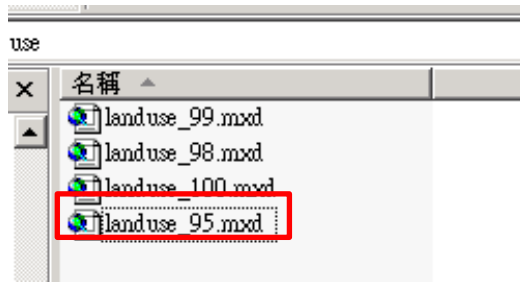 use
名稱
landuse_99.mxd
landuse_98.mxd
landuse_100.mxd
landuse_95.mxd